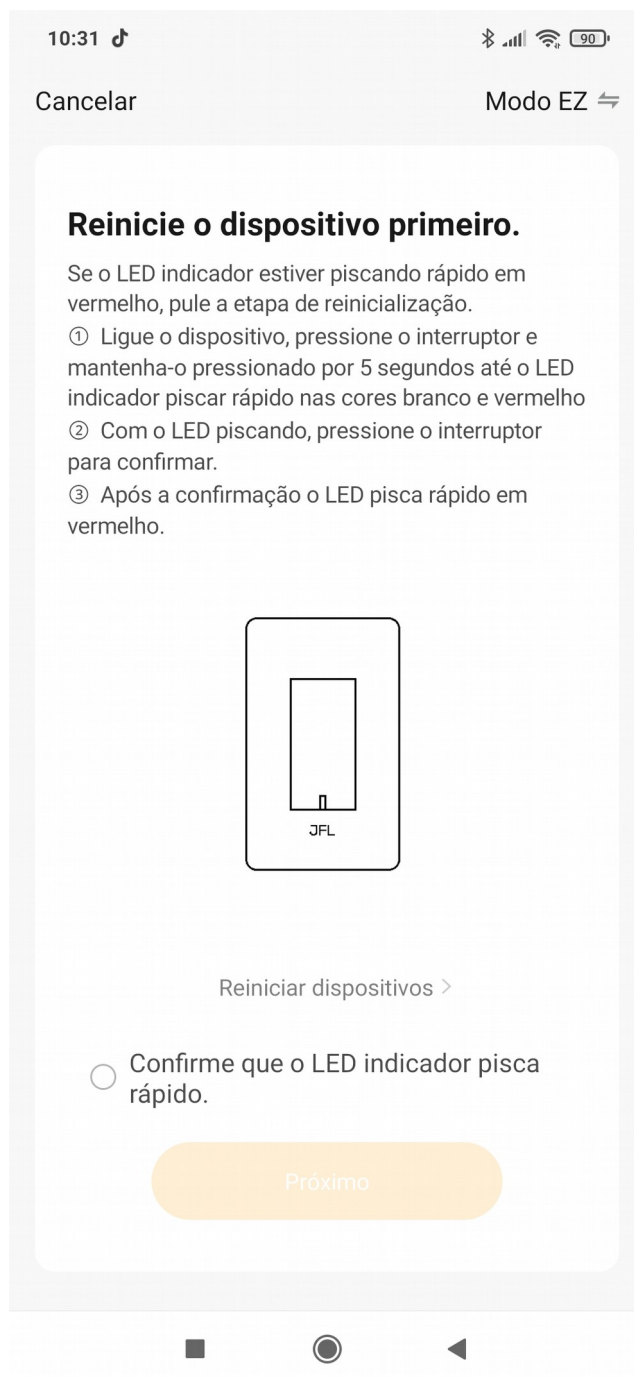 10:31
90
Cancelar
Modo EZ
Reinicie o dispositivo primeiro.
Se o LED indicador estiver piscando rápido em
vermelho, pule a etapa de reinicialização.
① Ligue o dispositivo, pressione o interruptor e
mantenha-o pressionado por 5 segundos até o LED
indicador piscar rápido nas cores branco e vermelho
② Com o LED piscando, pressione o interruptor
para confirmar.
③ Após a confirmação o LED pisca rápido em
vermelho.
JFL
Reiniciar dispositivos
Confirme que o LED indicador pisca
rápido.
Próximo